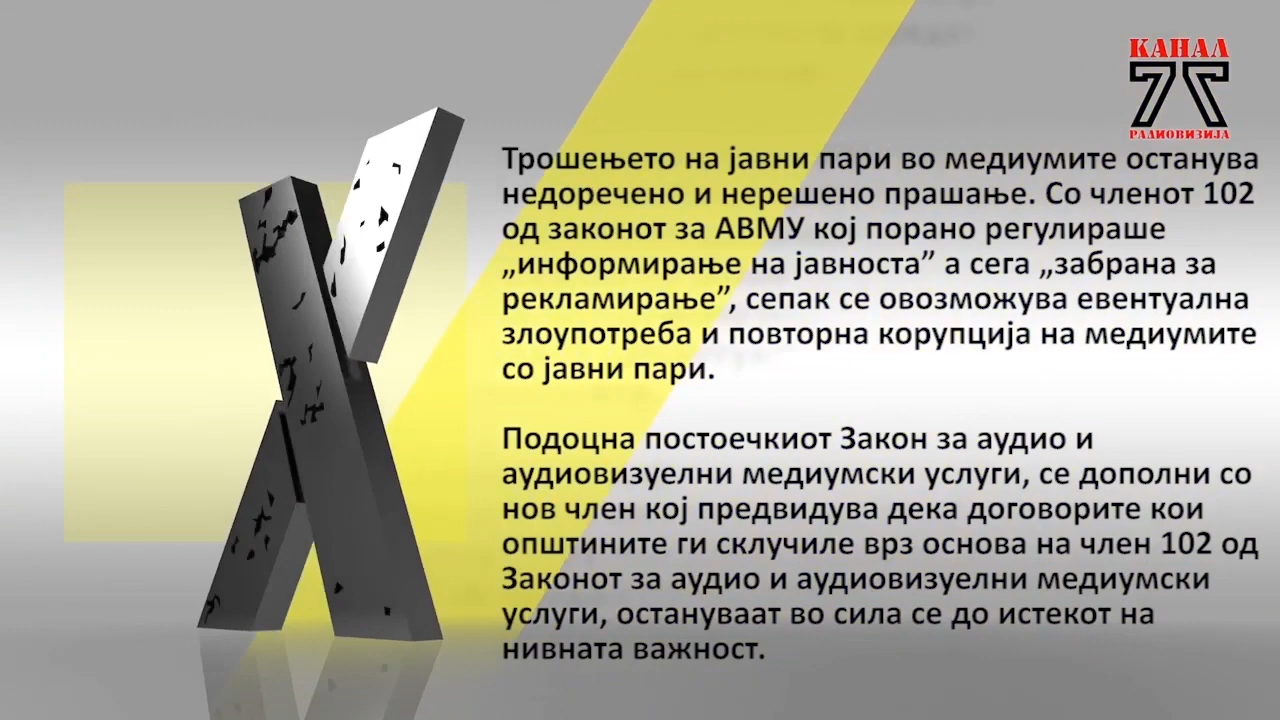 КАНАЛ
77
РАДИОВИЗИЈА
Трошењето на јавни пари во медиумите останува
недоречено и нерешено прашање. Со членот 102
од законот за АВМУ кој порано регулираше
„информирање на јавноста” а сега „забрана за
рекламирање”, сепак се овозможува евентуална
злоупотреба и повторна корупција на медиумите
со јавни пари.
Подоцна постоечкиот Закон за аудио и
аудиовизуелни медиумски услуги, се дополни со
нов член кој предвидува дека договорите кои
општините ги склучиле врз основа на член 102 од
Законот за аудио и аудиовизуелни медиумски
услуги, остануваат во сила се до истекот на
нивната важност.